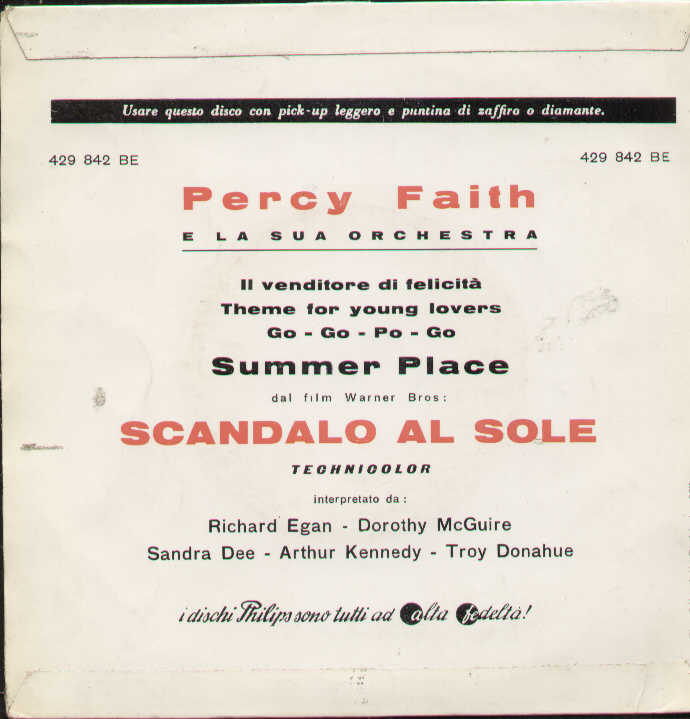 Usare questo disco con pick-up leggero e puntina di zaffiro o diamante.
429 842 BE
429 842 BE
Percy Faith
E LA SUA ORCHESTRA
Il venditore di felicità
Theme for young lovers
Go - Go - Po - Go
Summer Place
dal film Warner Bros:
SCANDALO AL SOLE
TECHNICOLOR
interpretato da:
Richard Egan - Dorothy McGuire
Sandra Dee - Arthur Kennedy - Troy Donahue
i dischi Philips sono tutti ad alta fedeltà!